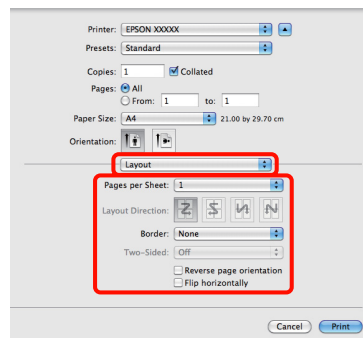 Printer: EPSON XXXXX
Presets: Standard
Copies: 1 Collated
Pages: All
From: 1 to: 1
Paper Size: A4 21.00 by 29.70 cm
Orientation:
Layout
Pages per Sheet: 1
Layout Direction:
Border: None
Two-Sided: Off
Reverse page orientation
Flip horizontally
Cancel Print